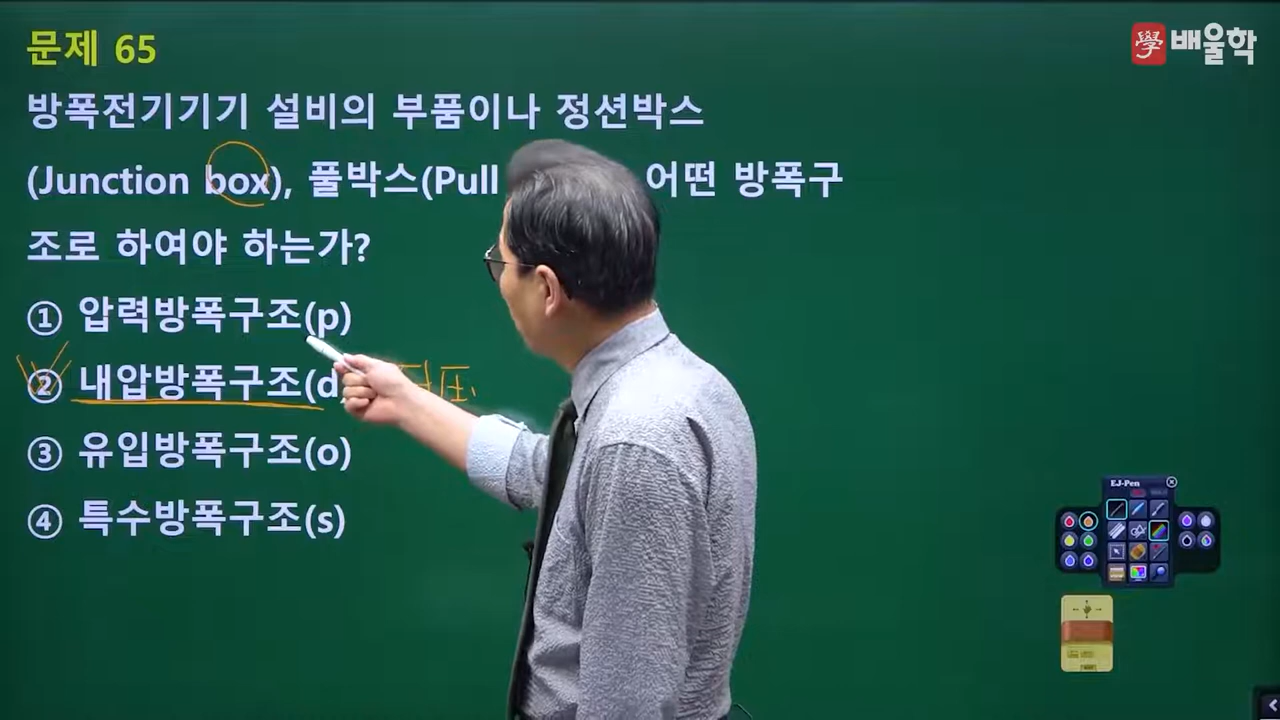 문제 65
學 배울학
방폭전기기기 설비의 부품이나 정션박스
(Junction box), 풀박스(Pull 어떤 방폭구
조로 하여야 하는가?
① 압력방폭구조(p)
② 내압방폭구조(d
③ 유입방폭구조(o)
④ 특수방폭구조(s)
EJ-Pen